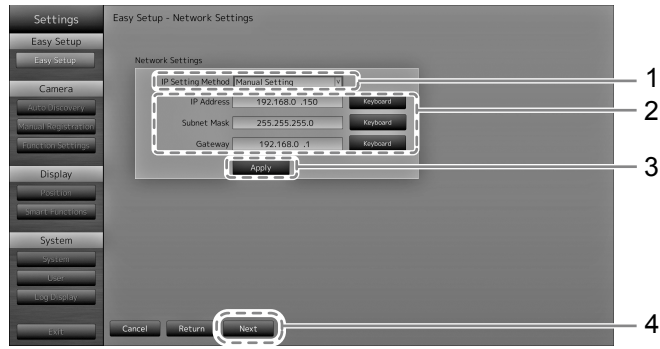 Settings
Easy Setup - Network Settings
Easy Setup
Easy Setup
Camera
Auto Discovery
Manual Registration
Function Settings
Display
Position
Smart Functions
System
System
User
Log Display
Exit
Network Settings
IP Setting Method Manual Setting
IP Address 192.168.0 .150 Keyboard
Subnet Mask 255.255.255.0 Keyboard
Gateway 192.168.0 .1 Keyboard
Apply
Cancel Return Next
1
2
3
4